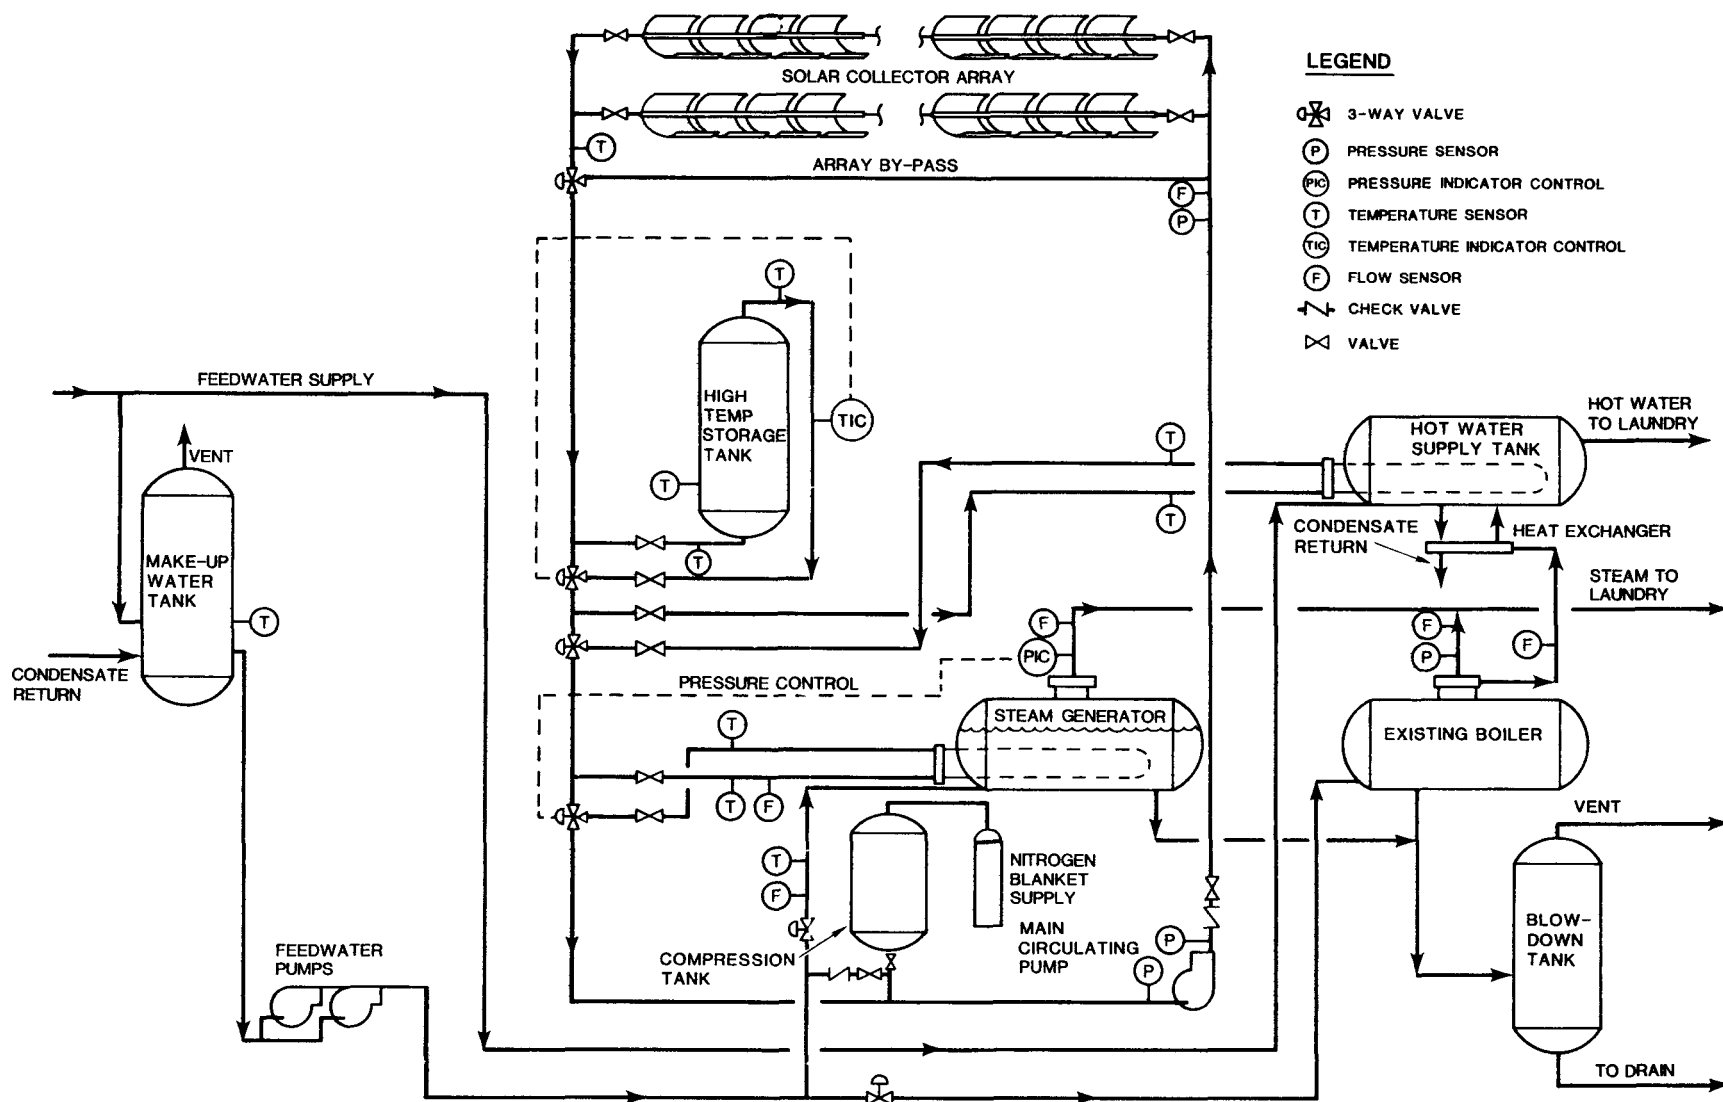 SOLAR COLLECTOR ARRAY
T
ARRAY BY-PASS
F
P
LEGEND
3-WAY VALVE
P PRESSURE SENSOR
PIC PRESSURE INDICATOR CONTROL
T TEMPERATURE SENSOR
TIC TEMPERATURE INDICATOR CONTROL
F FLOW SENSOR
CHECK VALVE
VALVE
T
HIGH
TEMP
STORAGE
TANK
TIC
T
T
FEEDWATER SUPPLY
VENT
MAKE-UP
WATER
TANK
T
CONDENSATE
RETURN
T
T
HOT WATER
SUPPLY TANK
HOT WATER
TO LAUNDRY
CONDENSATE
RETURN
HEAT EXCHANGER
STEAM TO
LAUNDRY
F
PIC
PRESSURE CONTROL
F
P
F
STEAM GENERATOR
EXISTING BOILER
T
T
F
T
F
NITROGEN
BLANKET
SUPPLY
VENT
MAIN
CIRCULATING
PUMP
P
P
BLOW-
DOWN
TANK
COMPRESSION
TANK
FEEDWATER
PUMPS
TO DRAIN